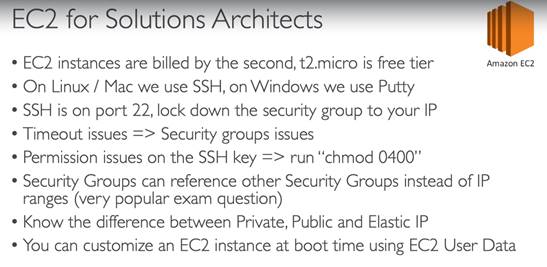 EC2 for Solutions Architects
Amazon EC2
• EC2 instances are billed by the second, t2.micro is free tier
• On Linux / Mac we use SSH, on Windows we use Putty
• SSH is on port 22, lock down the security group to your IP
• Timeout issues => Security groups issues
• Permission issues on the SSH key => run “chmod 0400”
• Security Groups can reference other Security Groups instead of IP
ranges (very popular exam question)
• Know the difference between Private, Public and Elastic IP
• You can customize an EC2 instance at boot time using EC2 User Data